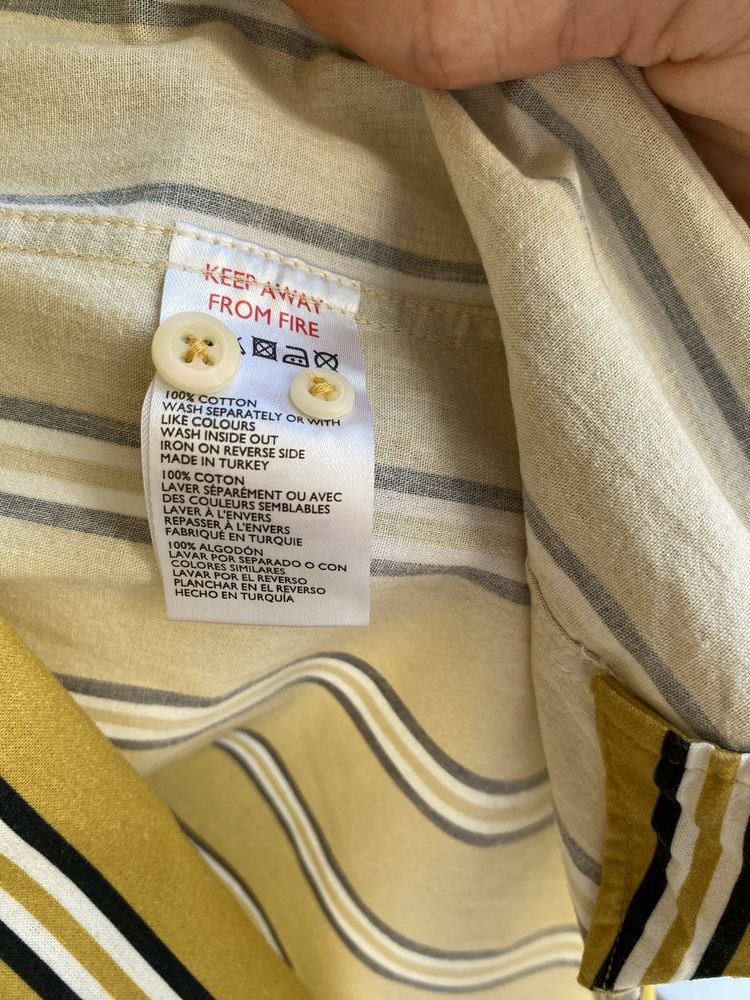 KEEP AWAY
FROM FIRE
100% COTTON
WASH SEPARATELY OR WITH
LIKE COLOURS
WASH INSIDE OUT
IRON ON REVERSE SIDE
MADE IN TURKEY
100% COTON
LAVER SÉPARÉMENT OU AVEC
DES COULEURS SEMBLABLES
LAVER À L'ENVERS
REPASSER À L'ENVERS
FABRIQUÉ EN TURQUIE
100% ALGODÓN
LAVAR POR SEPARADO O CON
COLORES SIMILARES
LAVAR POR EL REVERSO
PLANCHAR EN EL REVERSO
HECHO EN TURQUÍA